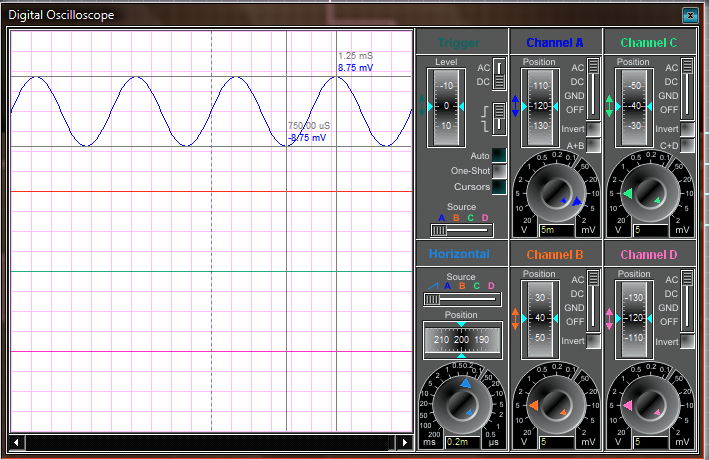 Digital Oscilloscope
1.25 mS
8.75 mV
750.00 uS
-8.75 mV
Trigger
Level
-10
0
10
AC
DC
Auto
One-Shot
Cursors
Source
A B C D
Channel A
Position
110
120
130
AC
DC
GND
OFF
Invert
A+B
20 10 5 2 1 0.5 0.2 0.1 50 20 10 5 2
V 5m mV
Channel C
Position
-50
-40
-30
AC
DC
GND
OFF
Invert
C+D
20 10 5 2 1 0.5 0.2 0.1 50 20 10 5 2
V 5 mV
Horizontal
Source
A B C D
Position
210 200 190
200 100 50 20 10 5 2 1 0.5 0.2 0.1 50 20 10 5 2 1 0.5
ms 0.2m µs
Channel B
Position
30
40
50
AC
DC
GND
OFF
Invert
20 10 5 2 1 0.5 0.2 0.1 50 20 10 5 2
V 5 mV
Channel D
Position
-130
-120
-110
AC
DC
GND
OFF
Invert
20 10 5 2 1 0.5 0.2 0.1 50 20 10 5 2
V 5 mV